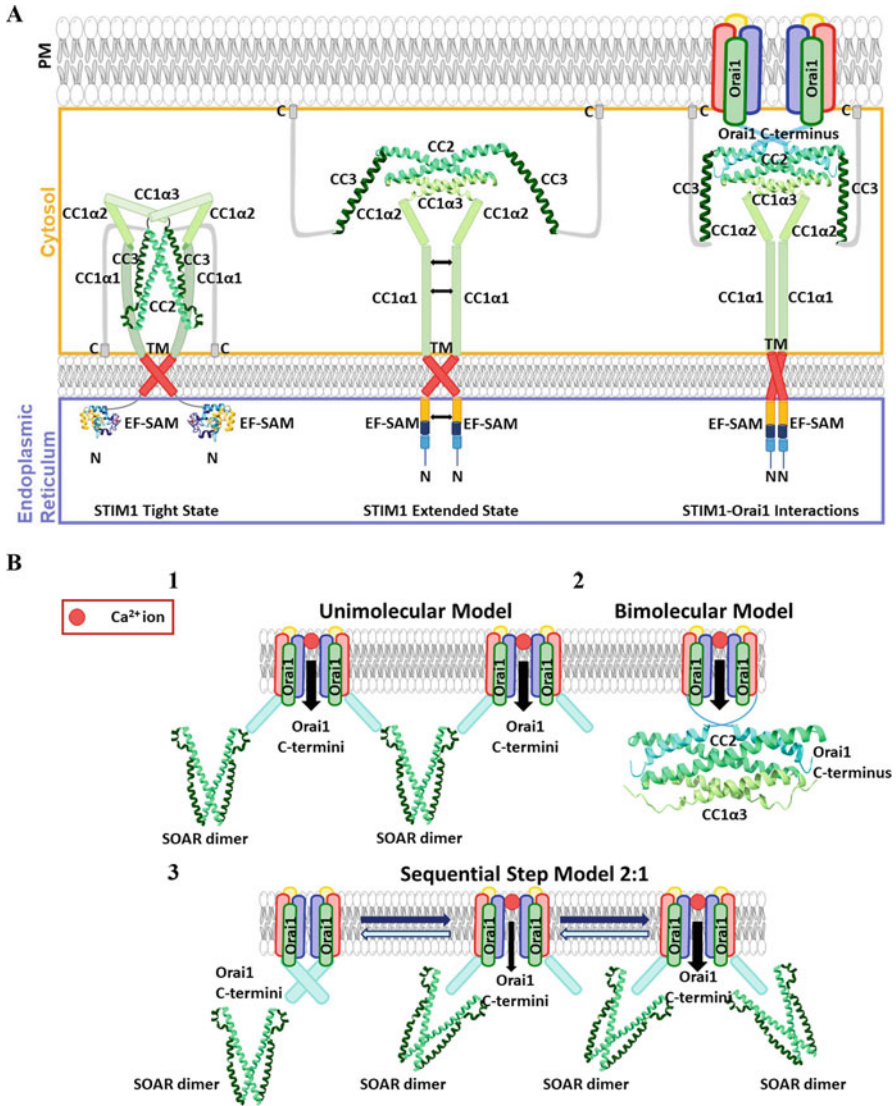 A
PM
Cytosol
Endoplasmic
Reticulum
C
C
C
C
Orai1
Orai1
Orai1 C-terminus
CC1α3
CC1α2
CC1α2
CC3
CC3
CC1α1
CC1α1
CC2
C
TM
C
EF-SAM
EF-SAM
N
N
STIM1 Tight State
CC2
CC3
CC3
CC1α3
CC1α2
CC1α2
CC1α1
CC1α1
TM
EF-SAM
EF-SAM
N
N
STIM1 Extended State
CC2
CC3
CC3
CC1α3
CC1α2
CC1α2
CC1α1
CC1α1
TM
EF-SAM
EF-SAM
NN
STIM1-Orai1 Interactions
B
1
Ca²⁺ ion
Unimolecular Model
Orai1
Orai1
Orai1
C-termini
Orai1
Orai1
Orai1
C-termini
SOAR dimer
SOAR dimer
2
Bimolecular Model
Orai1
Orai1
CC2
Orai1
C-terminus
CC1α3
3
Sequential Step Model 2:1
Orai1
Orai1
Orai1
C-termini
SOAR dimer
Orai1
Orai1
Orai1
C-termini
SOAR dimer
Orai1
Orai1
Orai1
C-termini
SOAR dimer
SOAR dimer